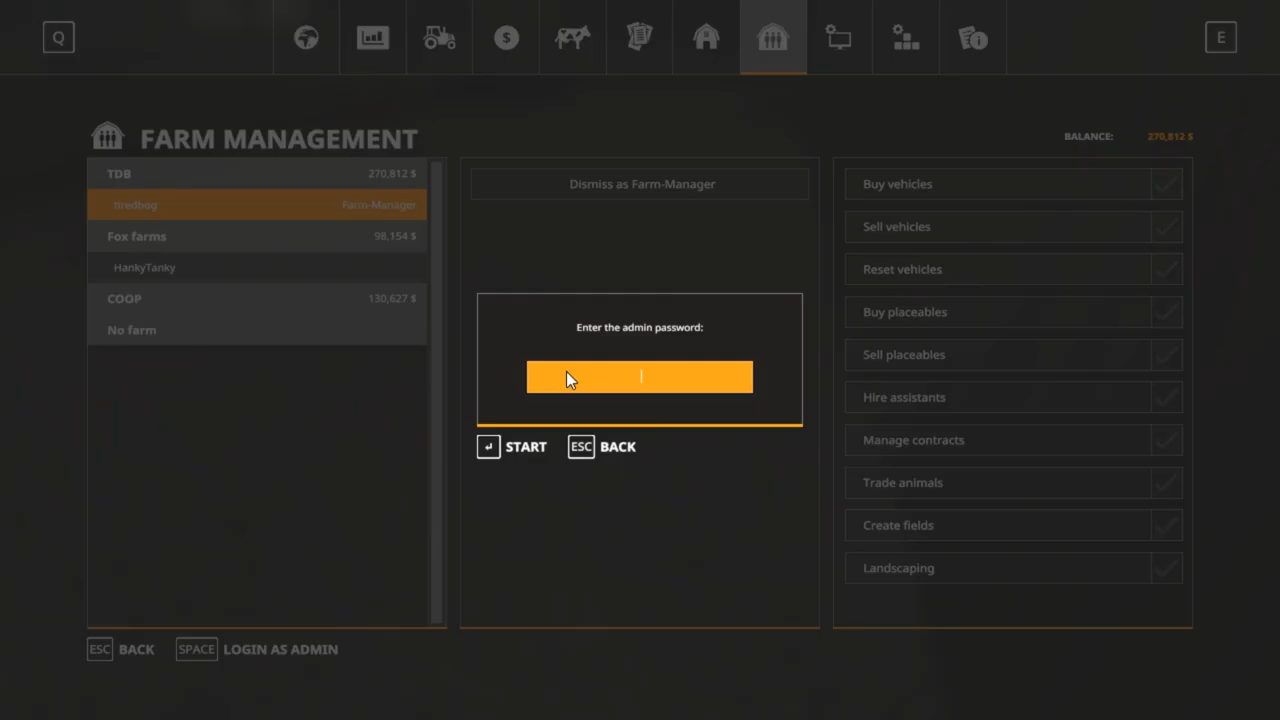 Q
E
FARM MANAGEMENT
BALANCE: 270,812 $
TDB 270,812 $
tiredbog Farm-Manager
Fox farms 98,154 $
HankyTanky
COOP 130,627 $
No farm
Dismiss as Farm-Manager
Enter the admin password:
START ESC BACK
Buy vehicles
Sell vehicles
Reset vehicles
Buy placeables
Sell placeables
Hire assistants
Manage contracts
Trade animals
Create fields
Landscaping
ESC BACK SPACE LOGIN AS ADMIN